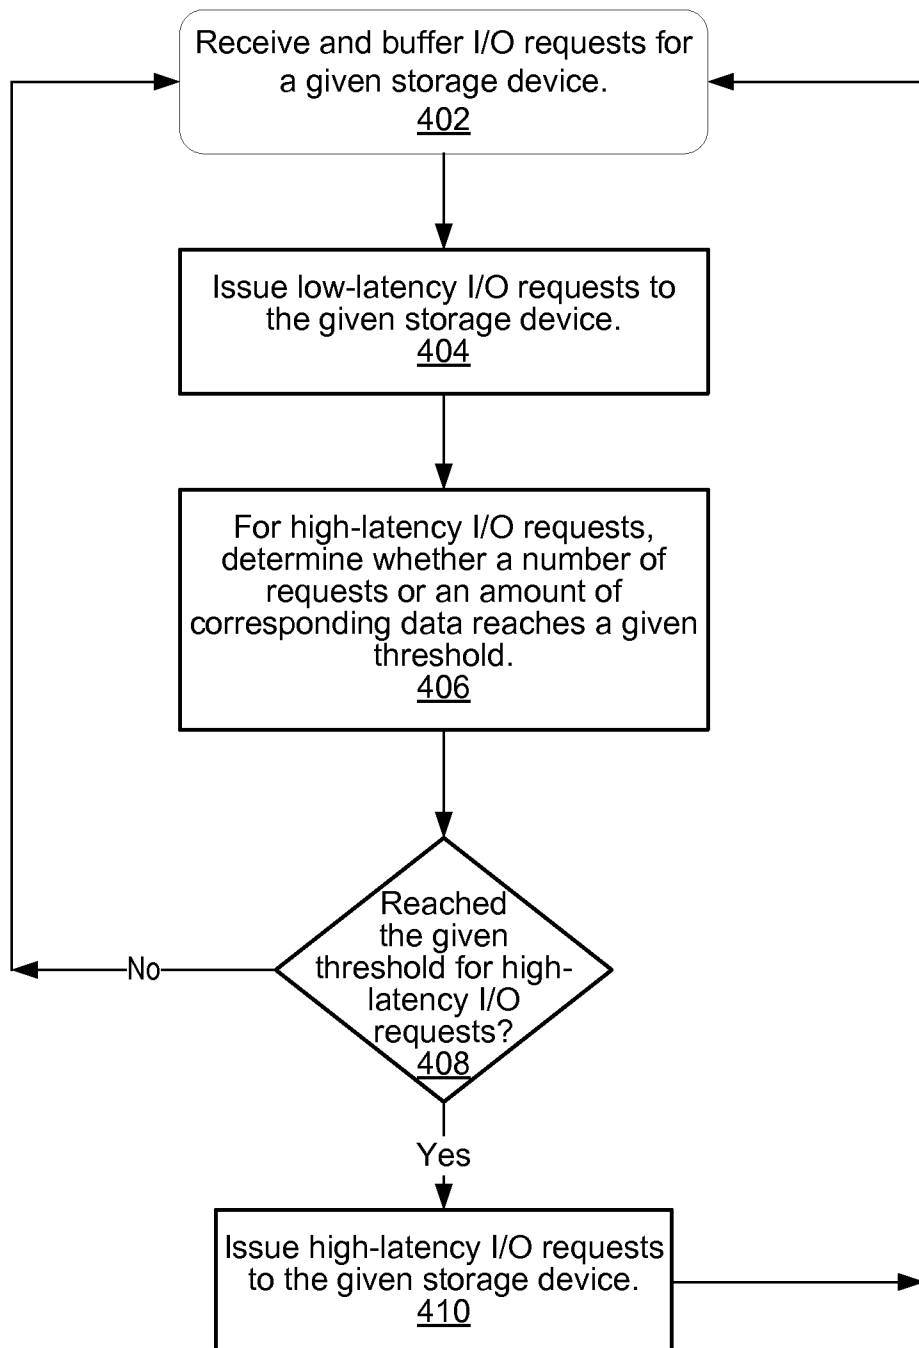 Receive and buffer I/O requests for
a given storage device.
402
Issue low-latency I/O requests to
the given storage device.
404
For high-latency I/O requests,
determine whether a number of
requests or an amount of
corresponding data reaches a given
threshold.
406
Reached
the given
threshold for high-
latency I/O
requests?
408
No
Yes
Issue high-latency I/O requests
to the given storage device.
410